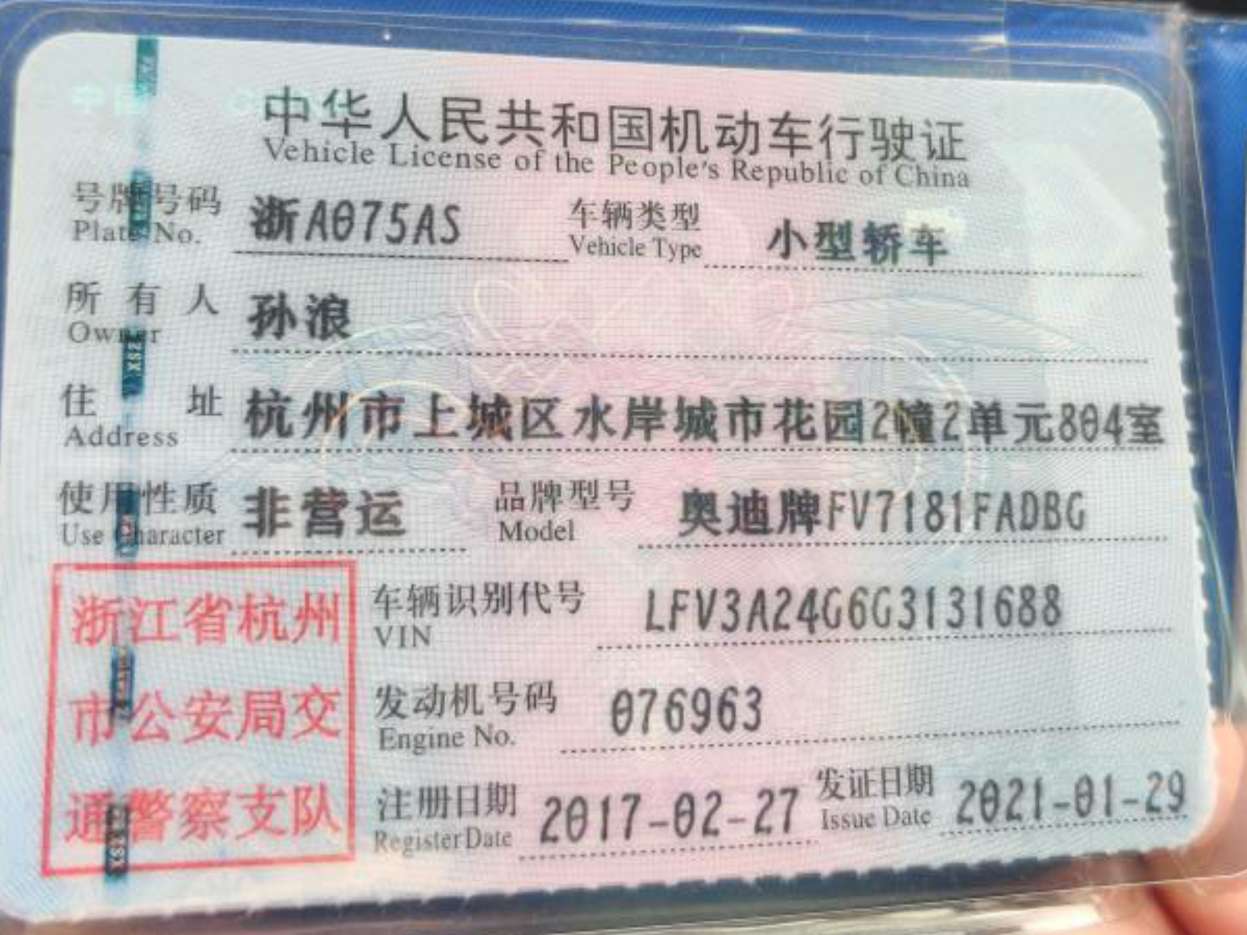 中华人民共和国机动车行驶证
Vehicle License of the People's Republic of China
号牌号码 浙A075AS 车辆类型 小型轿车
Plate No. Vehicle Type
所有人 孙浪
Owner
住址 杭州市上城区水岸城市花园2幢2单元804室
Address
使用性质 非营运 品牌型号 奥迪牌FV7181FADBG
Use Character Model
浙江省杭州
市公安局交
通警察支队
车辆识别代号 LFV3A24G6G3131688
VIN
发动机号码 076963
Engine No.
注册日期 2017-02-27 发证日期 2021-01-29
Register Date Issue Date